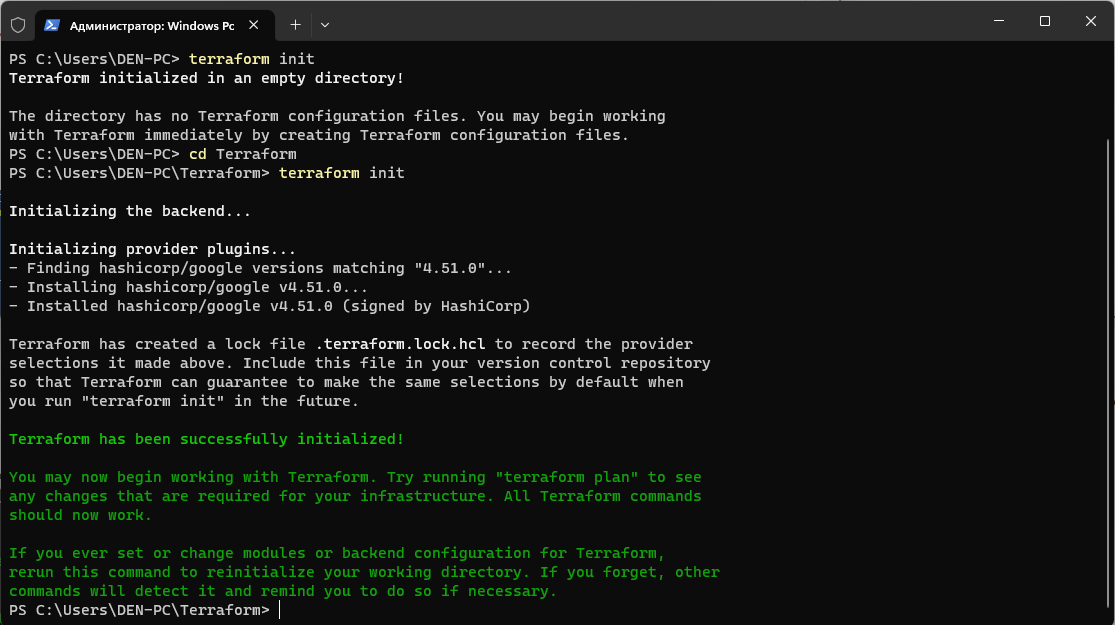 Администратор: Windows Pc
PS C:\Users\DEN-PC> terraform init
Terraform initialized in an empty directory!
The directory has no Terraform configuration files. You may begin working
with Terraform immediately by creating Terraform configuration files.
PS C:\Users\DEN-PC> cd Terraform
PS C:\Users\DEN-PC\Terraform> terraform init
Initializing the backend...
Initializing provider plugins...
- Finding hashicorp/google versions matching "4.51.0"...
- Installing hashicorp/google v4.51.0...
- Installed hashicorp/google v4.51.0 (signed by HashiCorp)
Terraform has created a lock file .terraform.lock.hcl to record the provider
selections it made above. Include this file in your version control repository
so that Terraform can guarantee to make the same selections by default when
you run "terraform init" in the future.
Terraform has been successfully initialized!
You may now begin working with Terraform. Try running "terraform plan" to see
any changes that are required for your infrastructure. All Terraform commands
should now work.
If you ever set or change modules or backend configuration for Terraform,
rerun this command to reinitialize your working directory. If you forget, other
commands will detect it and remind you to do so if necessary.
PS C:\Users\DEN-PC\Terraform>